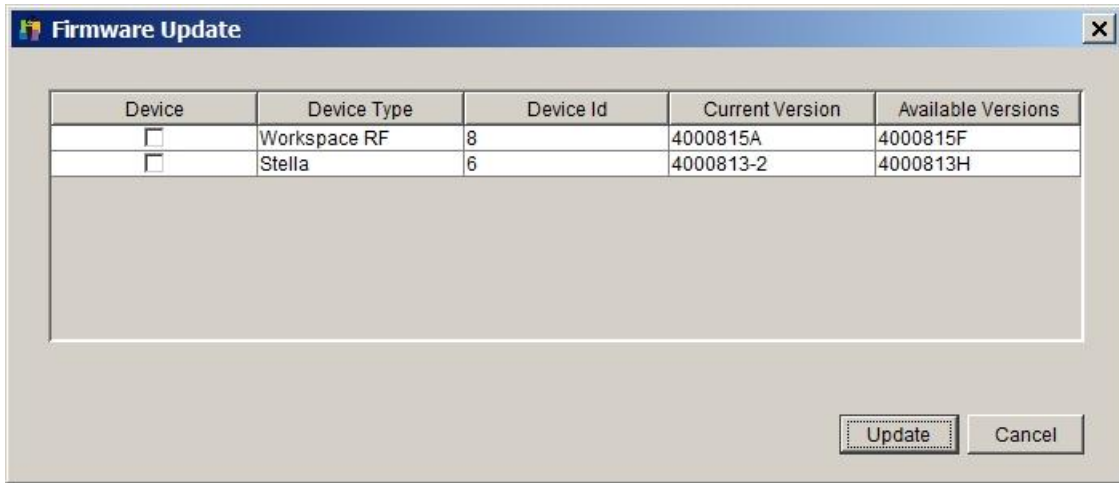 Firmware Update
Device Device Type Device Id Current Version Available Versions
Workspace RF 8 4000815A 4000815F
Stella 6 4000813-2 4000813H
Update Cancel